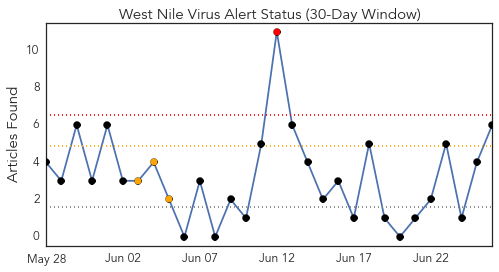 West Nile Virus Alert Status (30-Day Window)
Articles Found
10
8
6
4
2
0
May 28 Jun 02 Jun 07 Jun 12 Jun 17 Jun 22